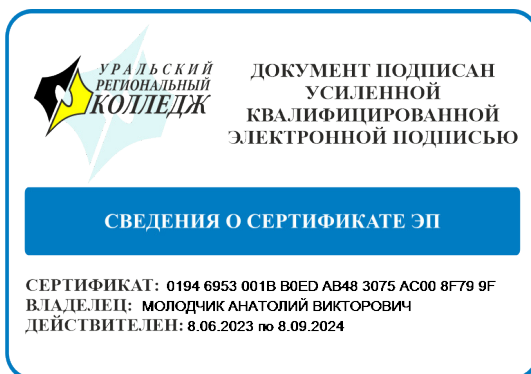 УРАЛЬСКИЙ
РЕГИОНАЛЬНЫЙ
КОЛЛЕДЖ
ДОКУМЕНТ ПОДПИСАН
УСИЛЕННОЙ
КВАЛИФИЦИРОВАННОЙ
ЭЛЕКТРОННОЙ ПОДПИСЬЮ
СВЕДЕНИЯ О СЕРТИФИКАТЕ ЭП
СЕРТИФИКАТ: 0194 6953 001B B0ED AB48 3075 AC00 8F79 9F
ВЛАДЕЛЕЦ: МОЛОДЧИК АНАТОЛИЙ ВИКТОРОВИЧ
ДЕЙСТВИТЕЛЕН: 8.06.2023 по 8.09.2024